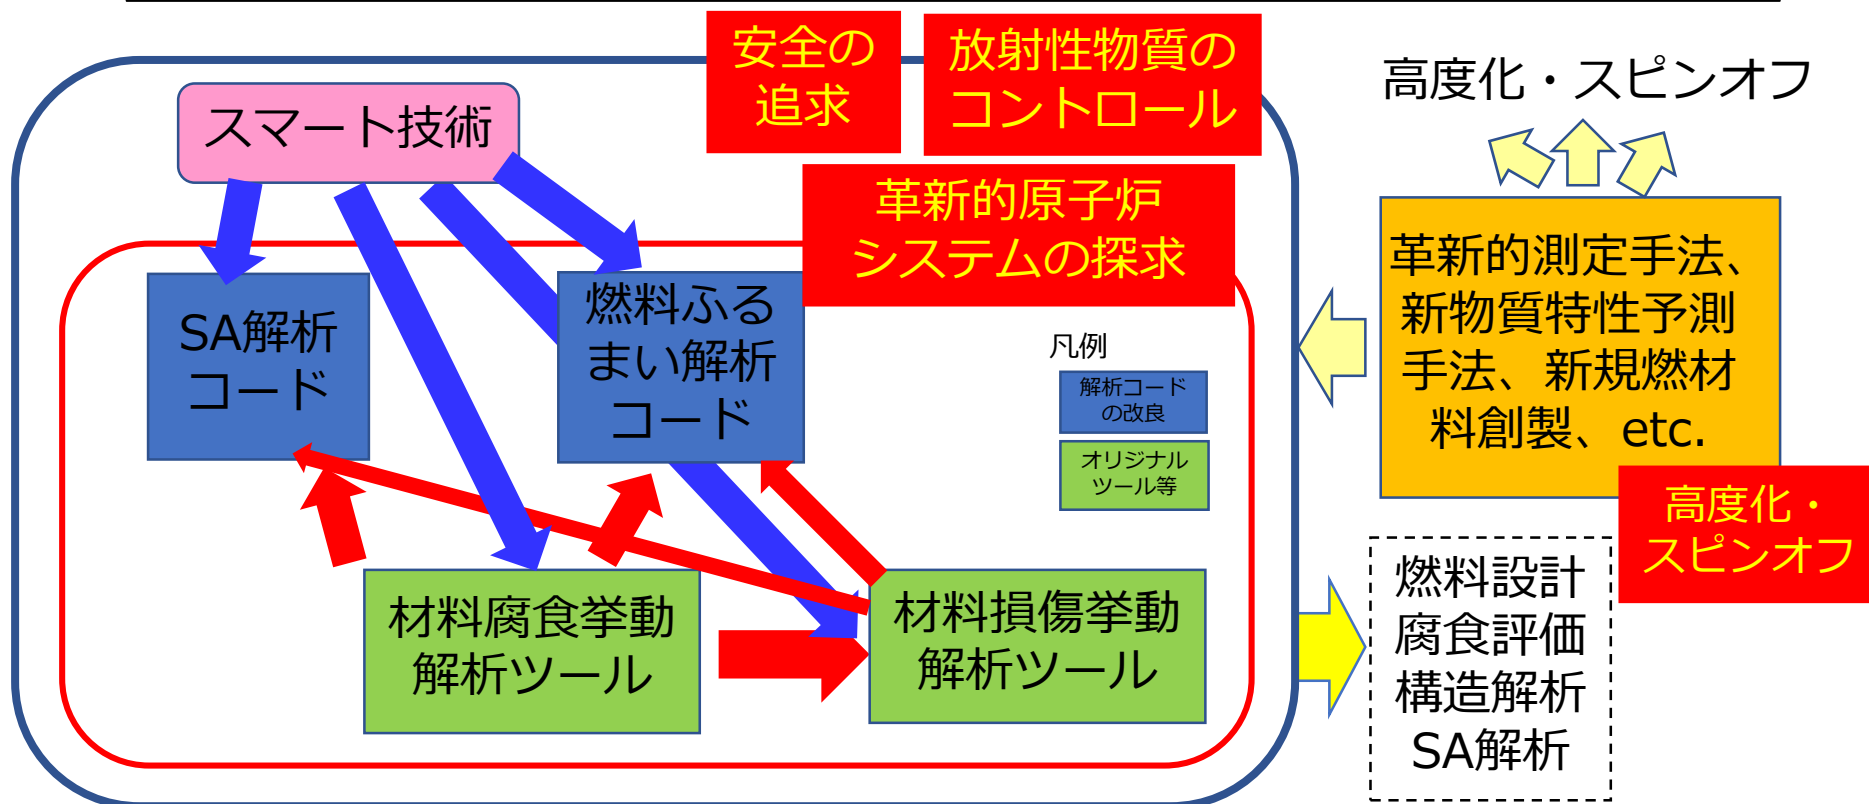 安全の
追求
放射性物質の
コントロール
高度化・スピンオフ
スマート技術
革新的原子炉
システムの探求
革新的測定手法、
新物質特性予測
手法、新規燃材
料創製、etc.
SA解析
コード
燃料ふる
まい解析
コード
凡例
解析コード
の改良
オリジナル
ツール等
高度化・
スピンオフ
材料腐食挙動
解析ツール
材料損傷挙動
解析ツール
燃料設計
腐食評価
構造解析
SA解析